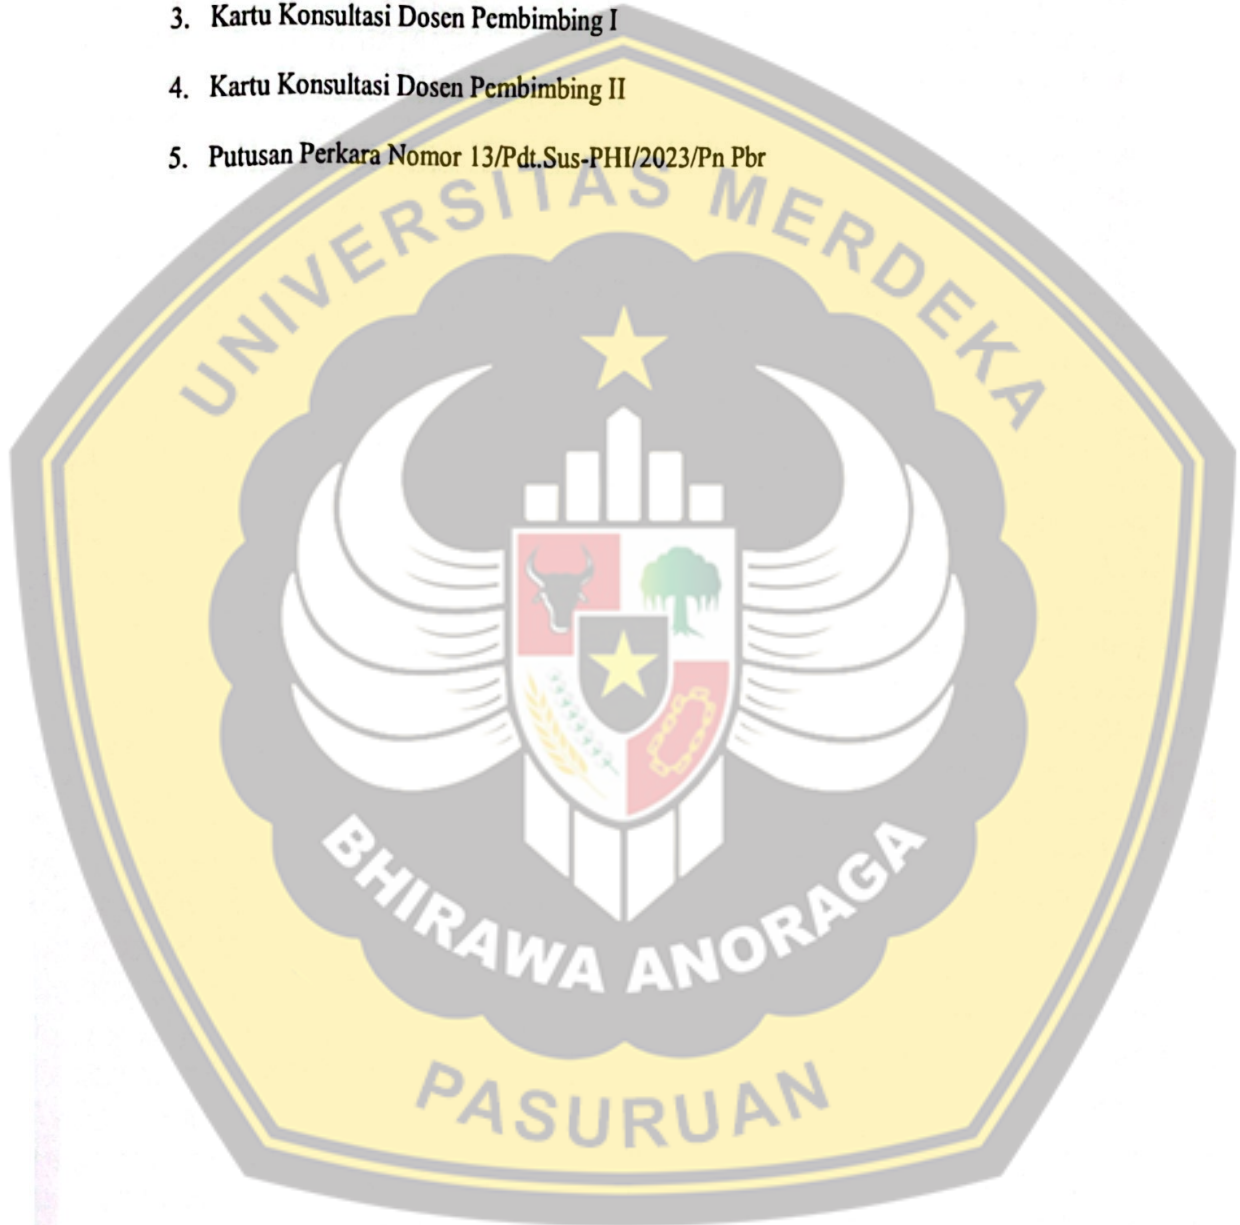 3. Kartu Konsultasi Dosen Pembimbing I
4. Kartu Konsultasi Dosen Pembimbing II
5. Putusan Perkara Nomor 13/Pdt.Sus-PHI/2023/Pn Pbr
UNIVERSITAS MERDEKA
BHIRAWA ANORAGA
PASURUAN